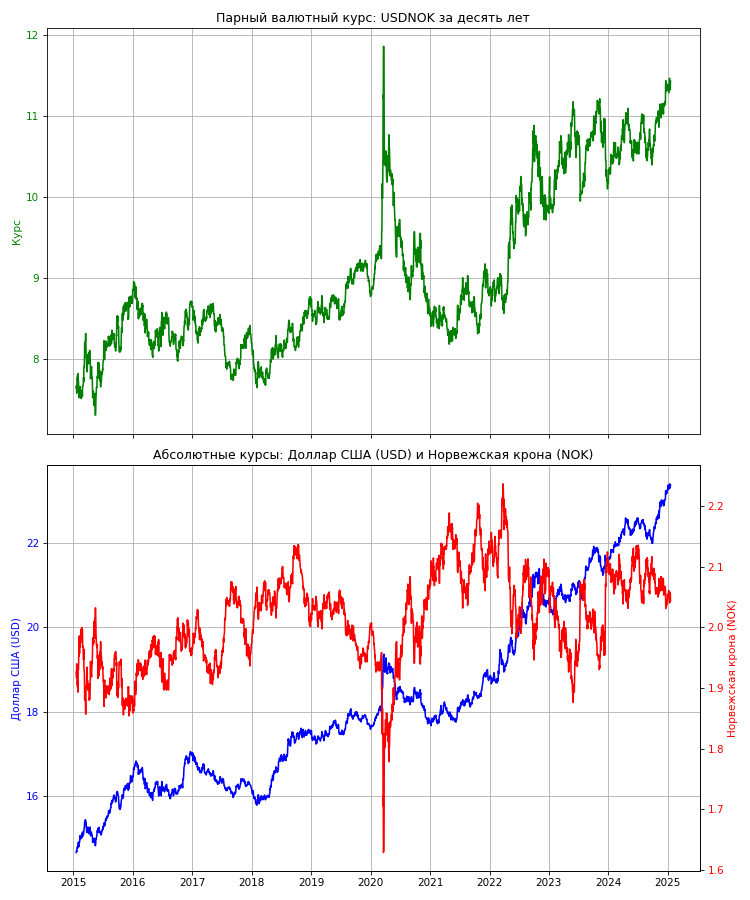 Парный валютный курс: USDNOK за десять лет
12
11
10
9
8
Курс
Абсолютные курсы: Доллар США (USD) и Норвежская крона (NOK)
22
20
18
16
Доллар США (USD)
2.2
2.1
2.0
1.9
1.8
1.7
1.6
Норвежская крона (NOK)
2015 2016 2017 2018 2019 2020 2021 2022 2023 2024 2025